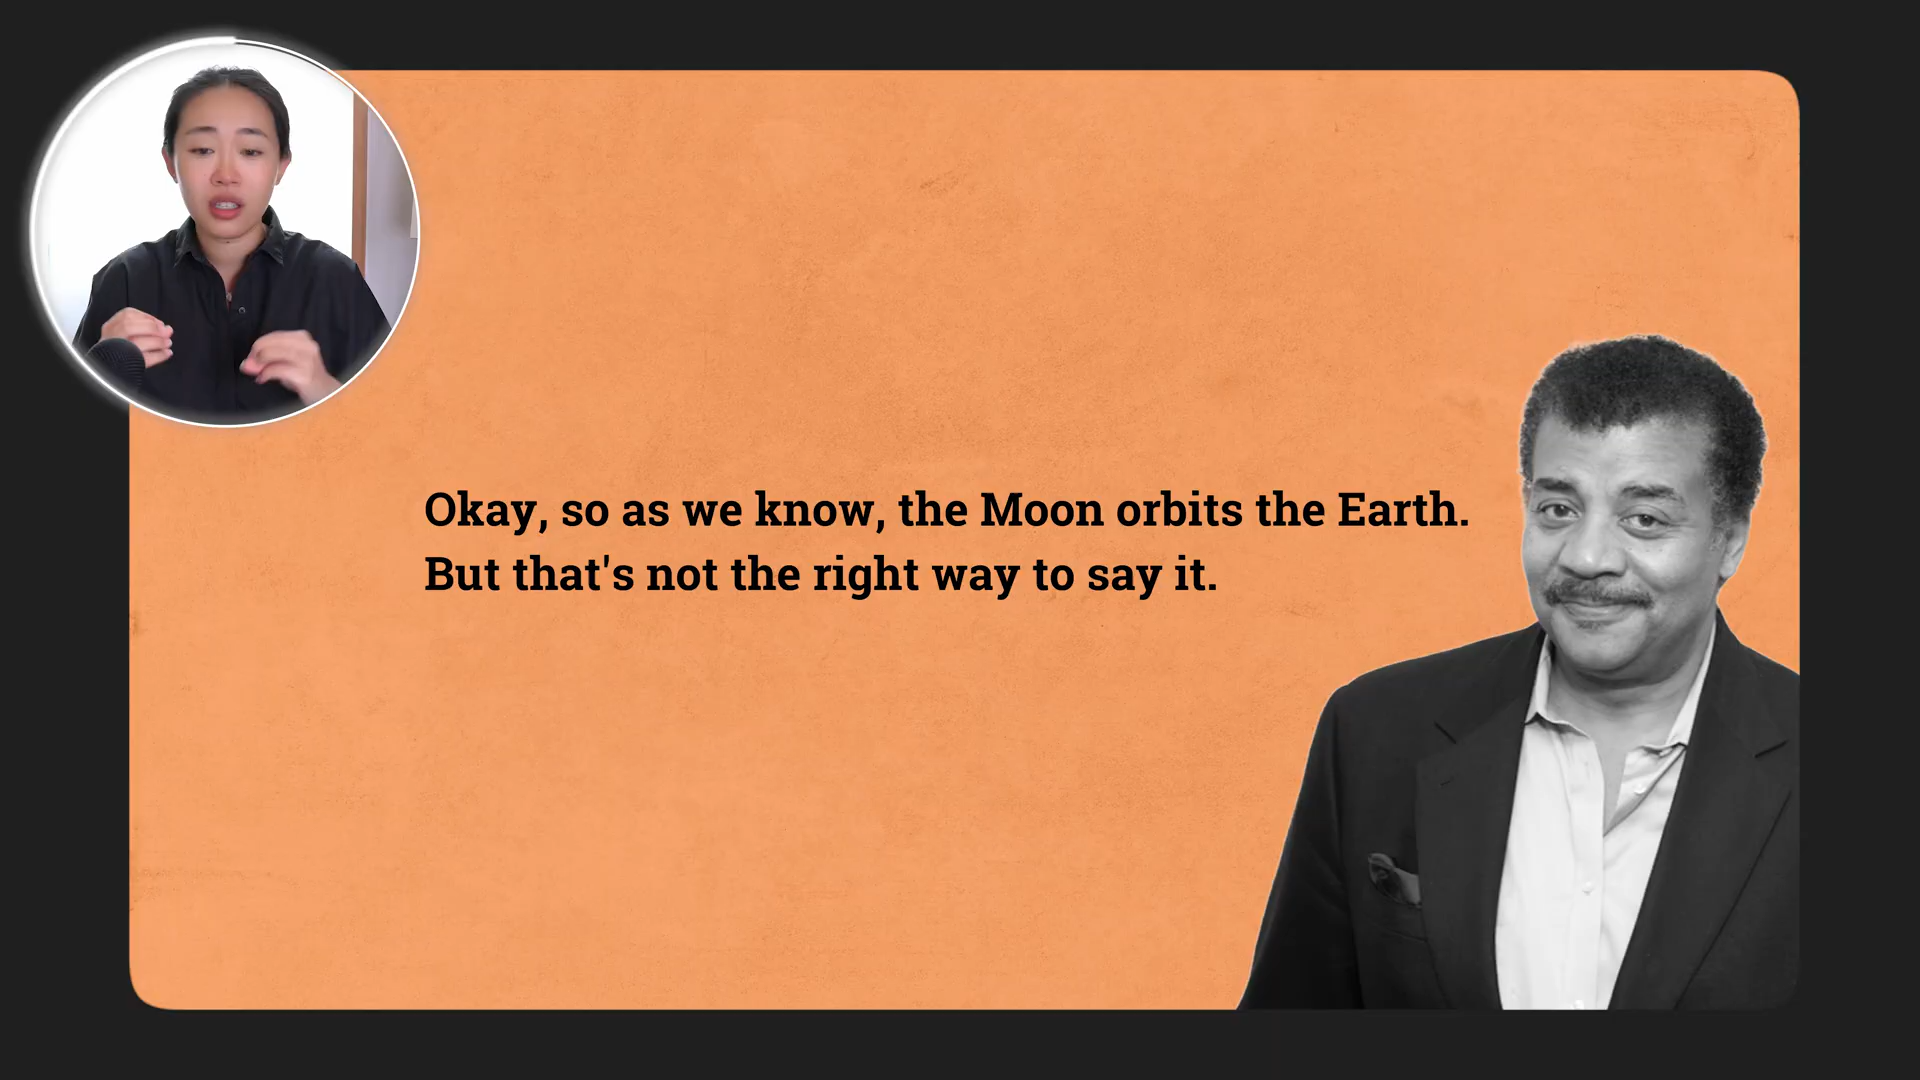 Okay, so as we know, the Moon orbits the Earth.
But that's not the right way to say it.